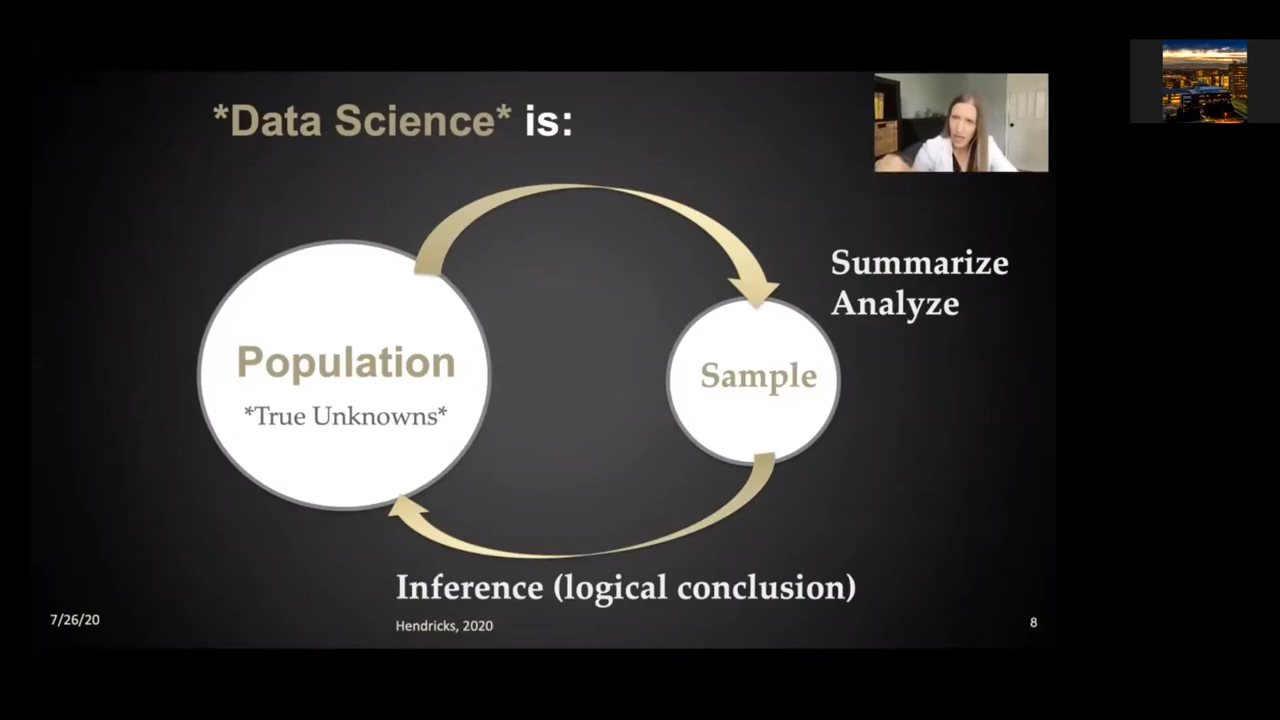 *Data Science* is:
Summarize
Analyze
Population
*True Unknowns*
Sample
Inference (logical conclusion)
7/26/20
Hendricks, 2020
8